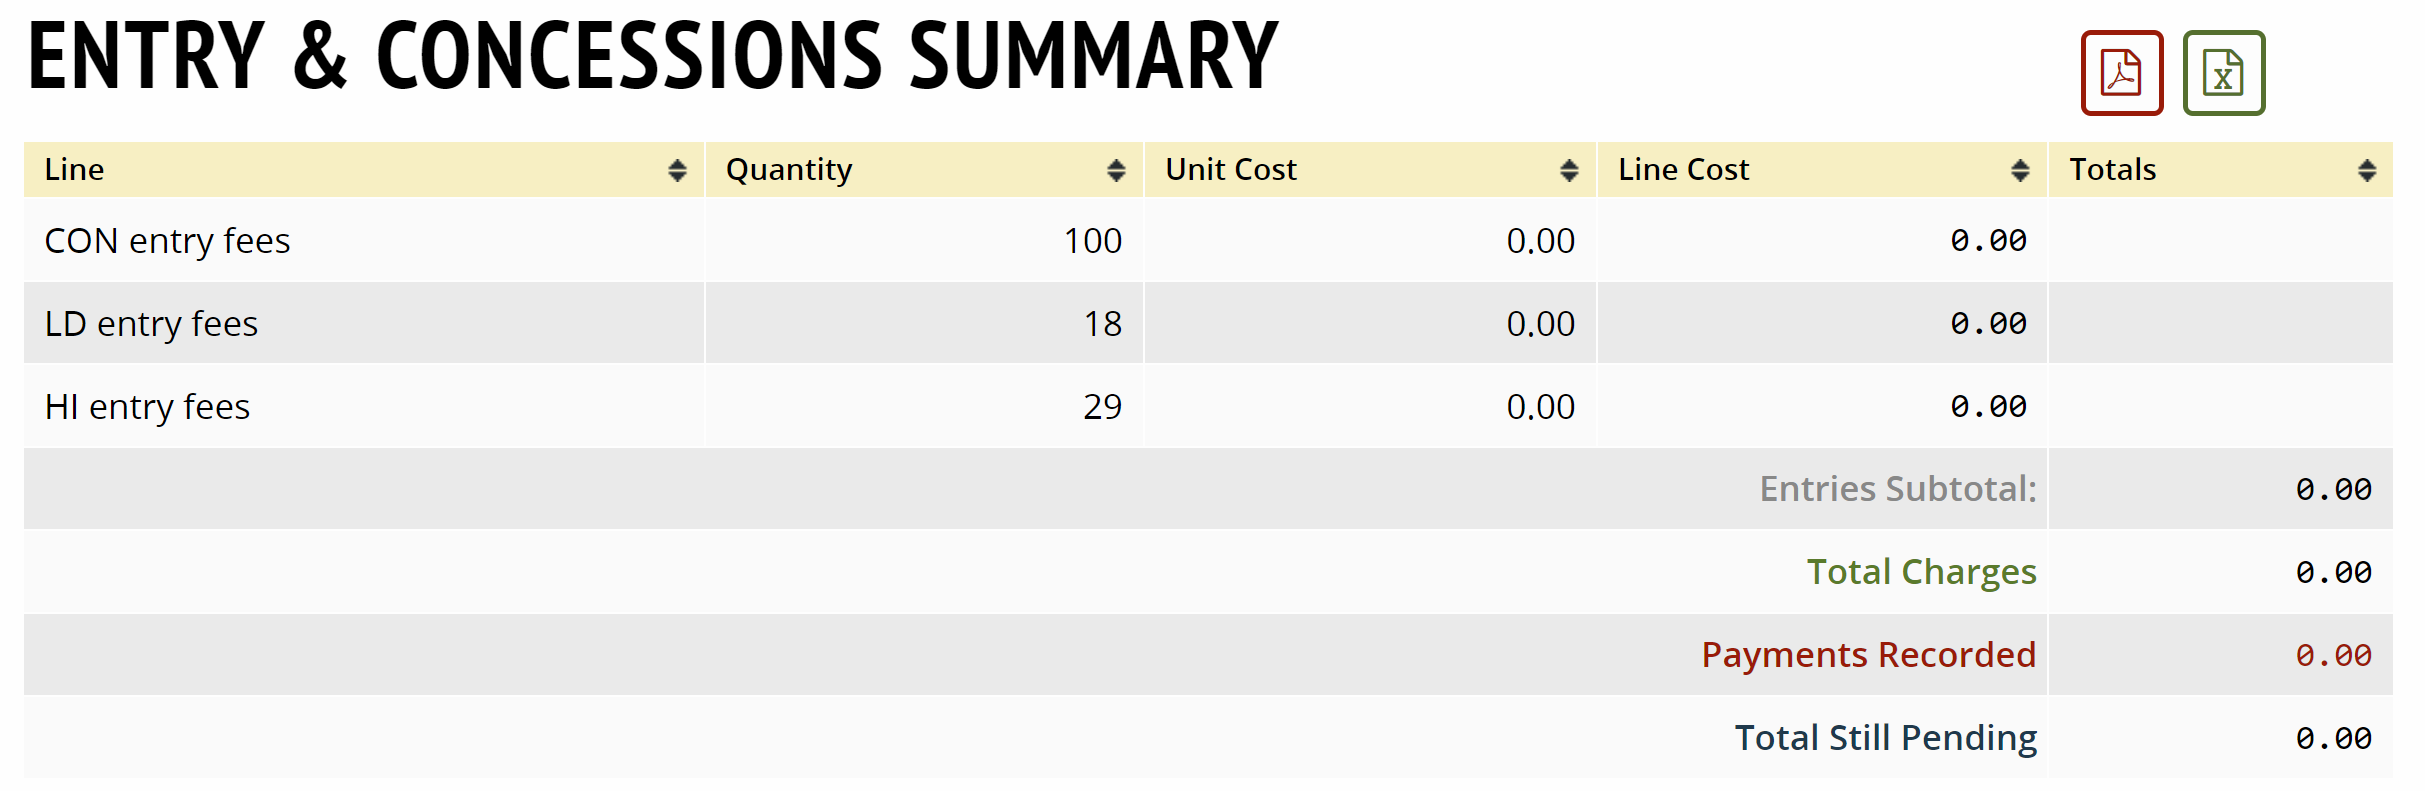 ENTRY & CONCESSIONS SUMMARY
Line Quantity Unit Cost Line Cost Totals
CON entry fees 100 0.00 0.00
LD entry fees 18 0.00 0.00
HI entry fees 29 0.00 0.00
Entries Subtotal: 0.00
Total Charges 0.00
Payments Recorded 0.00
Total Still Pending 0.00